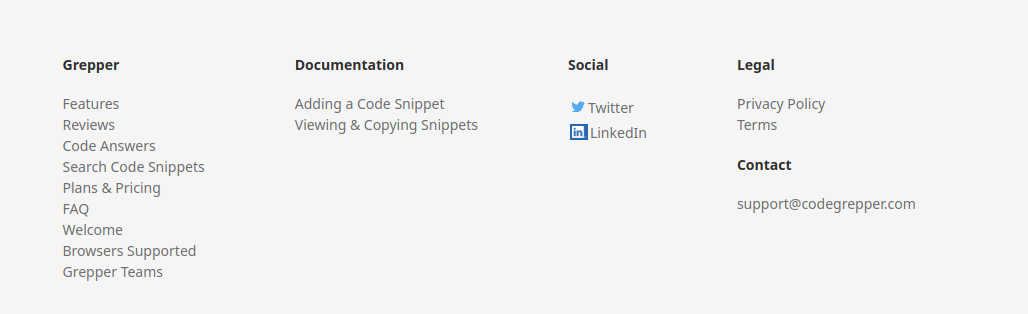 Grepper
Features
Reviews
Code Answers
Search Code Snippets
Plans & Pricing
FAQ
Welcome
Browsers Supported
Grepper Teams
Documentation
Adding a Code Snippet
Viewing & Copying Snippets
Social
Twitter
in LinkedIn
Legal
Privacy Policy
Terms
Contact
support@codegrepper.com